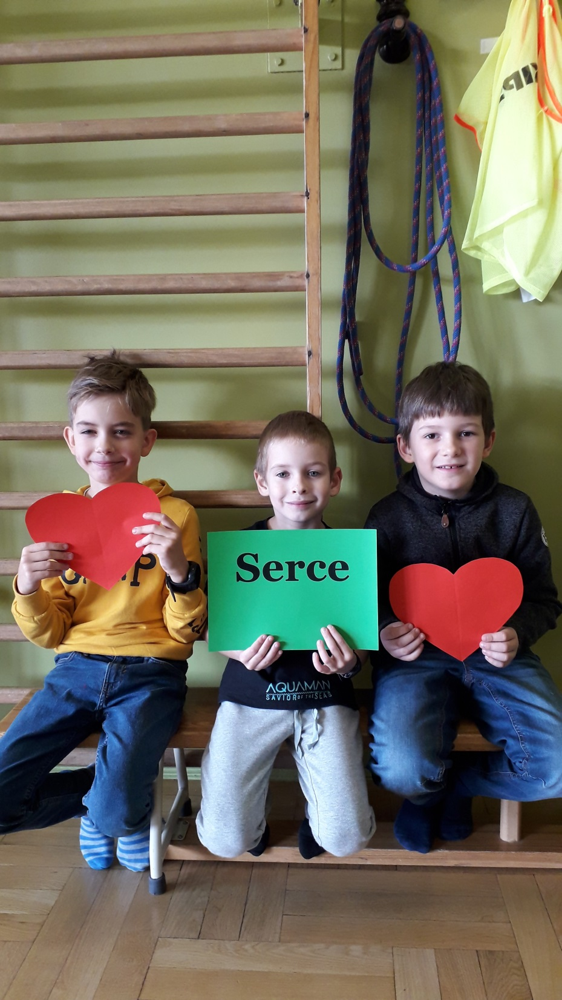 Serce
AQUAMAN
SAVIOR OF THE SEAS